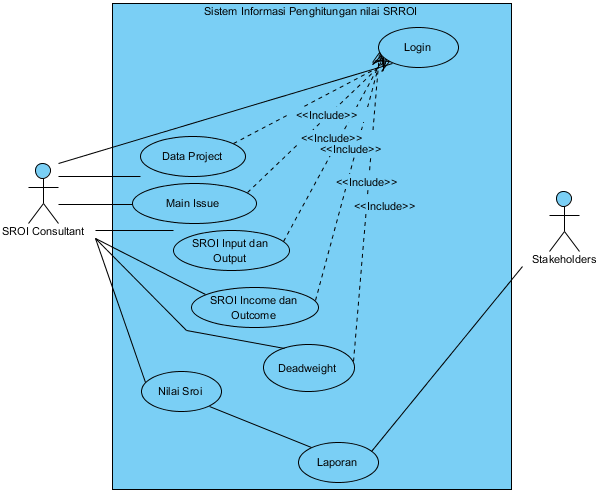 Sistem Informasi Penghitungan nilai SRROI
Login
<<Include>>
<<Include>>
<<Include>>
<<Include>>
<<Include>>
Data Project
Main Issue
SROI Input dan
Output
SROI Income dan
Outcome
Deadweight
Nilai Sroi
Laporan
SROI Consultant
Stakeholders